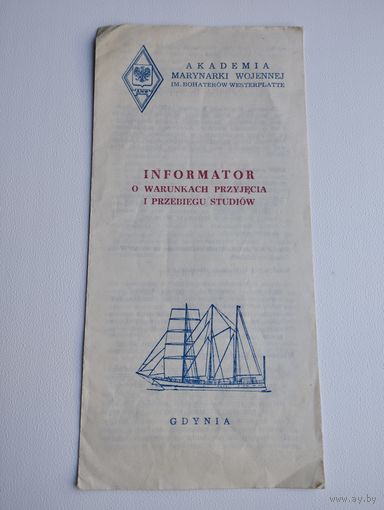 AKADEMIA
MARYNARKI WOJENNEJ
IM. BOHATERÓW WESTERPLATTE
INFORMATOR
O WARUNKACH PRZYJĘCIA
I PRZEBIEGU STUDIÓW
GDYNIA
www.ay.by